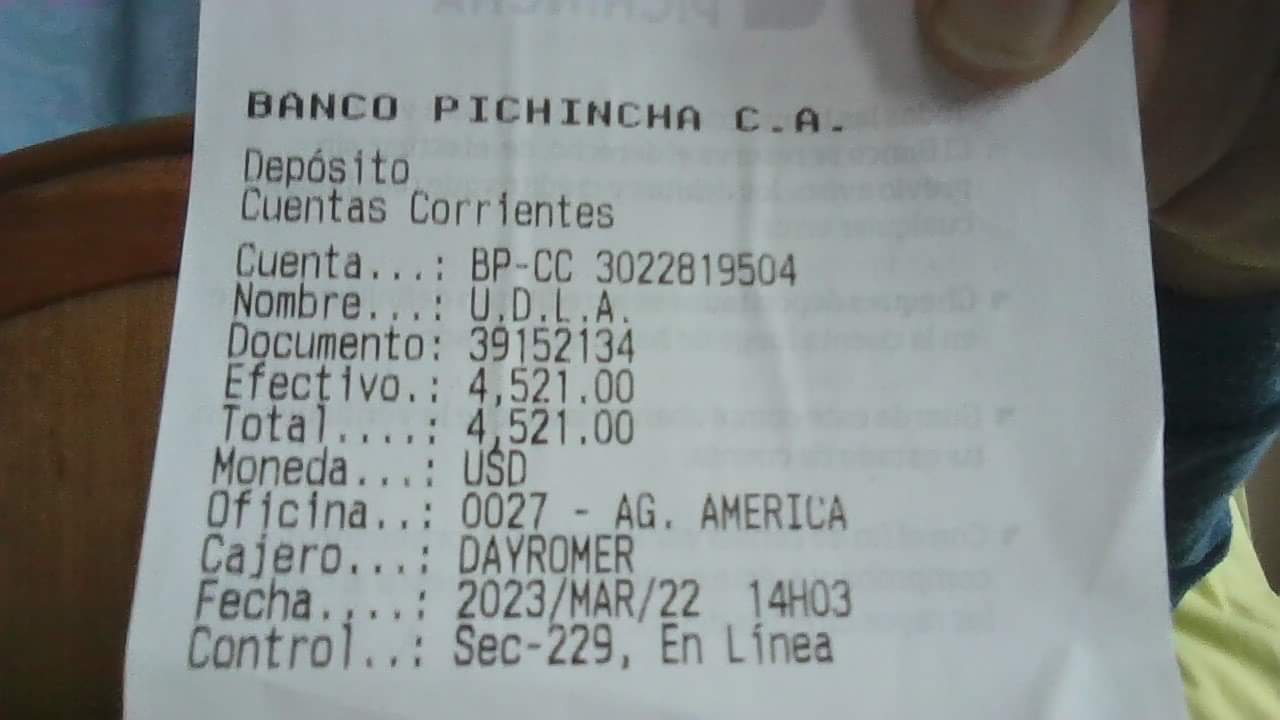 BANCO PICHINCHA C.A.
Depósito
Cuentas Corrientes
Cuenta...: BP-CC 3022819504
Nombre...: U.D.L.A.
Documento: 39152134
Efectivo.: 4,521.00
Total....: 4,521.00
Moneda...: USD
Oficina..: 0027 - AG. AMERICA
Cajero...: DAYROMER
Fecha....: 2023/MAR/22 14H03
Control..: Sec-229, En Línea